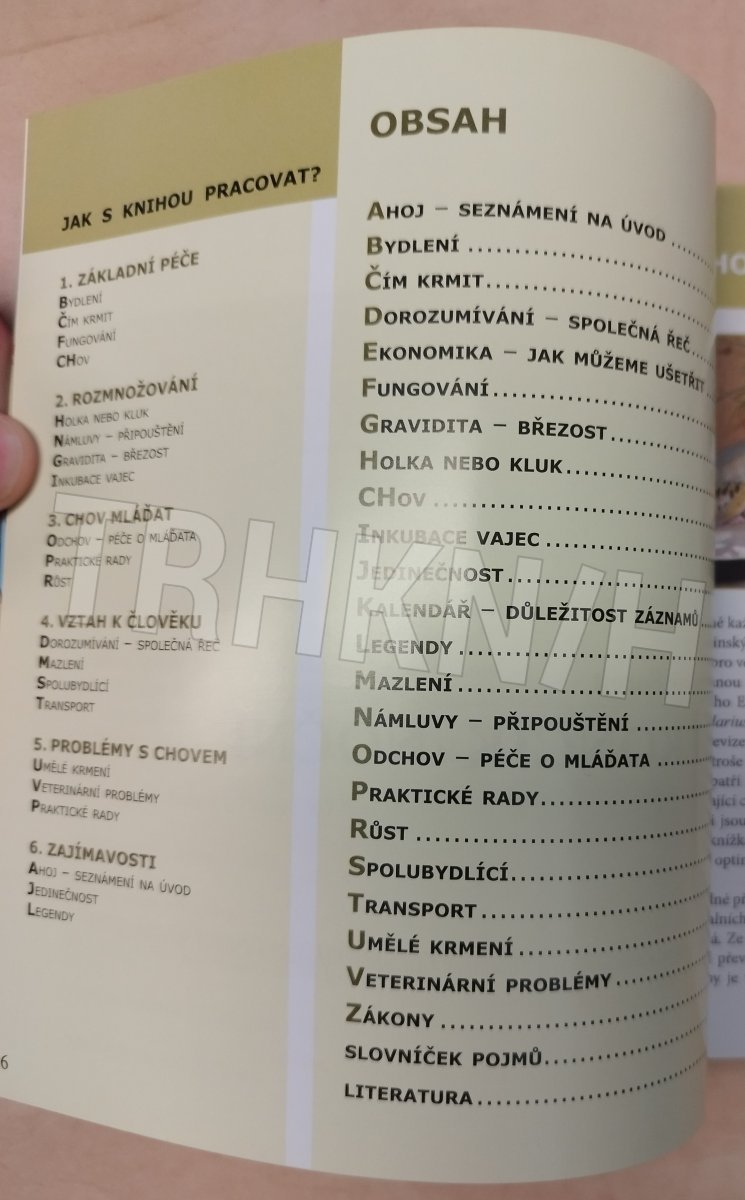 JAK S KNIHOU PRACOVAT?
1. ZÁKLADNÍ PÉČE
BYDLENÍ
ČÍM KRMIT
FUNGOVÁNÍ
CHOV
2. ROZMNOŽOVÁNÍ
HOLKA NEBO KLUK
NÁMLUVY – PŘIPOUŠTĚNÍ
GRAVIDITA – BŘEZOST
INKUBACE VAJEC
3. CHOV MLÁĎAT
ODCHOV – PÉČE O MLÁĎATA
PRAKTICKÉ RADY
RŮST
4. VZTAH K ČLOVĚKU
DOROZUMÍVÁNÍ – SPOLEČNÁ ŘEČ
MAZLENÍ
SPOLUBYDLÍCÍ
TRANSPORT
5. PROBLÉMY S CHOVEM
UMĚLÉ KRMENÍ
VETERINÁRNÍ PROBLÉMY
PRAKTICKÉ RADY
6. ZAJÍMAVOSTI
AHOJ – SEZNÁMENÍ NA ÚVOD
JEDINEČNOST
LEGENDY
6
OBSAH
AHOJ – SEZNÁMENÍ NA ÚVOD
BYDLENÍ
ČÍM KRMIT
DOROZUMÍVÁNÍ – SPOLEČNÁ ŘEČ
EKONOMIKA – JAK MŮŽEME UŠETŘIT
FUNGOVÁNÍ
GRAVIDITA – BŘEZOST
HOLKA NEBO KLUK
CHOV
INKUBACE VAJEC
JEDINEČNOST
KALENDÁŘ – DŮLEŽITOST ZÁZNAMŮ
LEGENDY
MAZLENÍ
NÁMLUVY – PŘIPOUŠTĚNÍ
ODCHOV – PÉČE O MLÁĎATA
PRAKTICKÉ RADY
RŮST
SPOLUBYDLÍCÍ
TRANSPORT
UMĚLÉ KRMENÍ
VETERINÁRNÍ PROBLÉMY
ZÁKONY
SLOVNÍČEK POJMŮ
LITERATURA
TRHKNIH